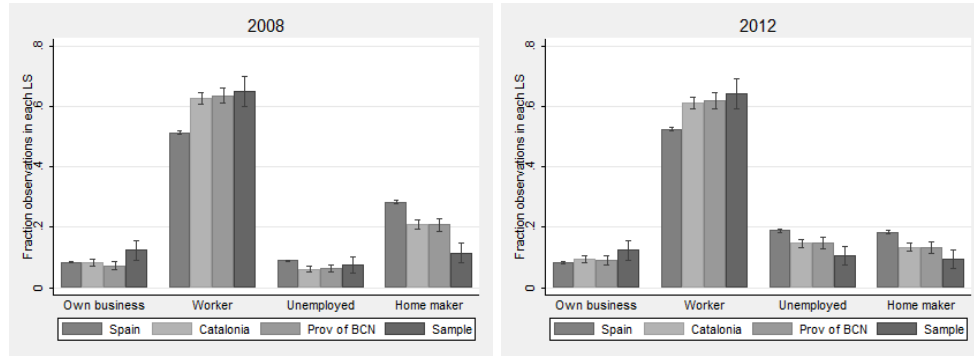 2008
Fraction observations in each LS
.8
.6
.4
.2
0
Own business Worker Unemployed Home maker
Spain Catalonia Prov of BCN Sample
2012
Fraction observations in each LS
.8
.6
.4
.2
0
Own business Worker Unemployed Home maker
Spain Catalonia Prov of BCN Sample